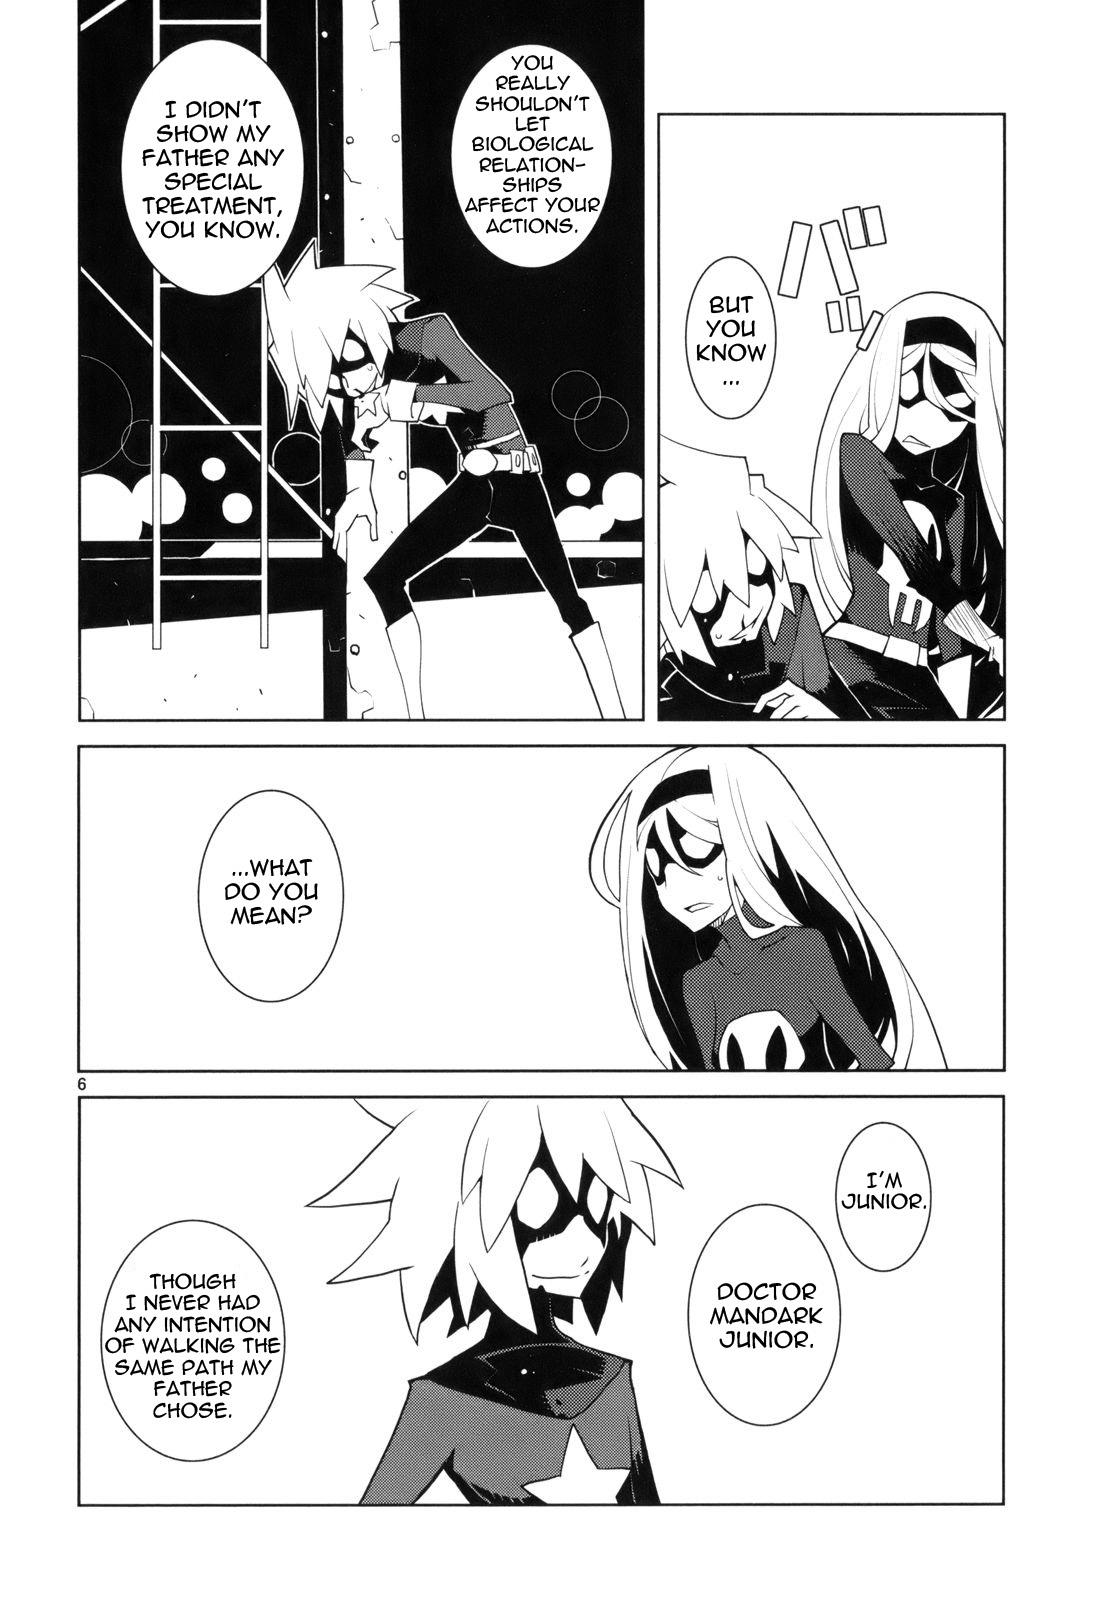 BUT
YOU
KNOW
...
バ
バ
YOU
REALLY
SHOULDN'T
LET
BIOLOGICAL
RELATION-
SHIPS
AFFECT YOUR
ACTIONS.
I DIDN'T
SHOW MY
FATHER ANY
SPECIAL
TREATMENT,
YOU KNOW.
...WHAT
DO YOU
MEAN?
6
I'M
JUNIOR.
DOCTOR
MANDARK
JUNIOR.
THOUGH
I NEVER HAD
ANY INTENTION
OF WALKING THE
SAME PATH MY
FATHER
CHOSE.